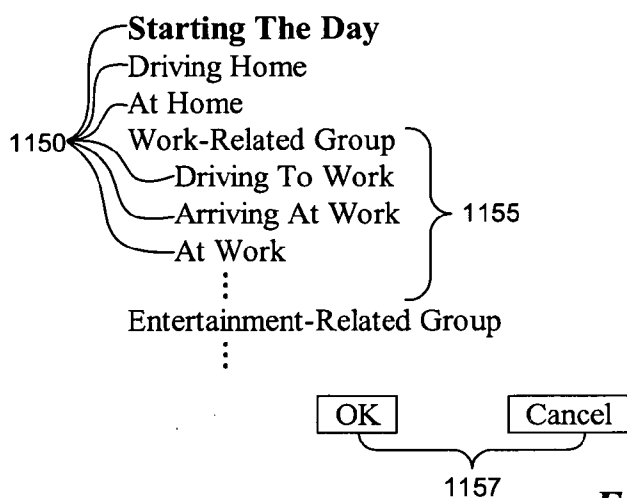 Starting The Day
Driving Home
At Home
1150
Work-Related Group
Driving To Work
Arriving At Work
1155
At Work
Entertainment-Related Group
OK Cancel
1157